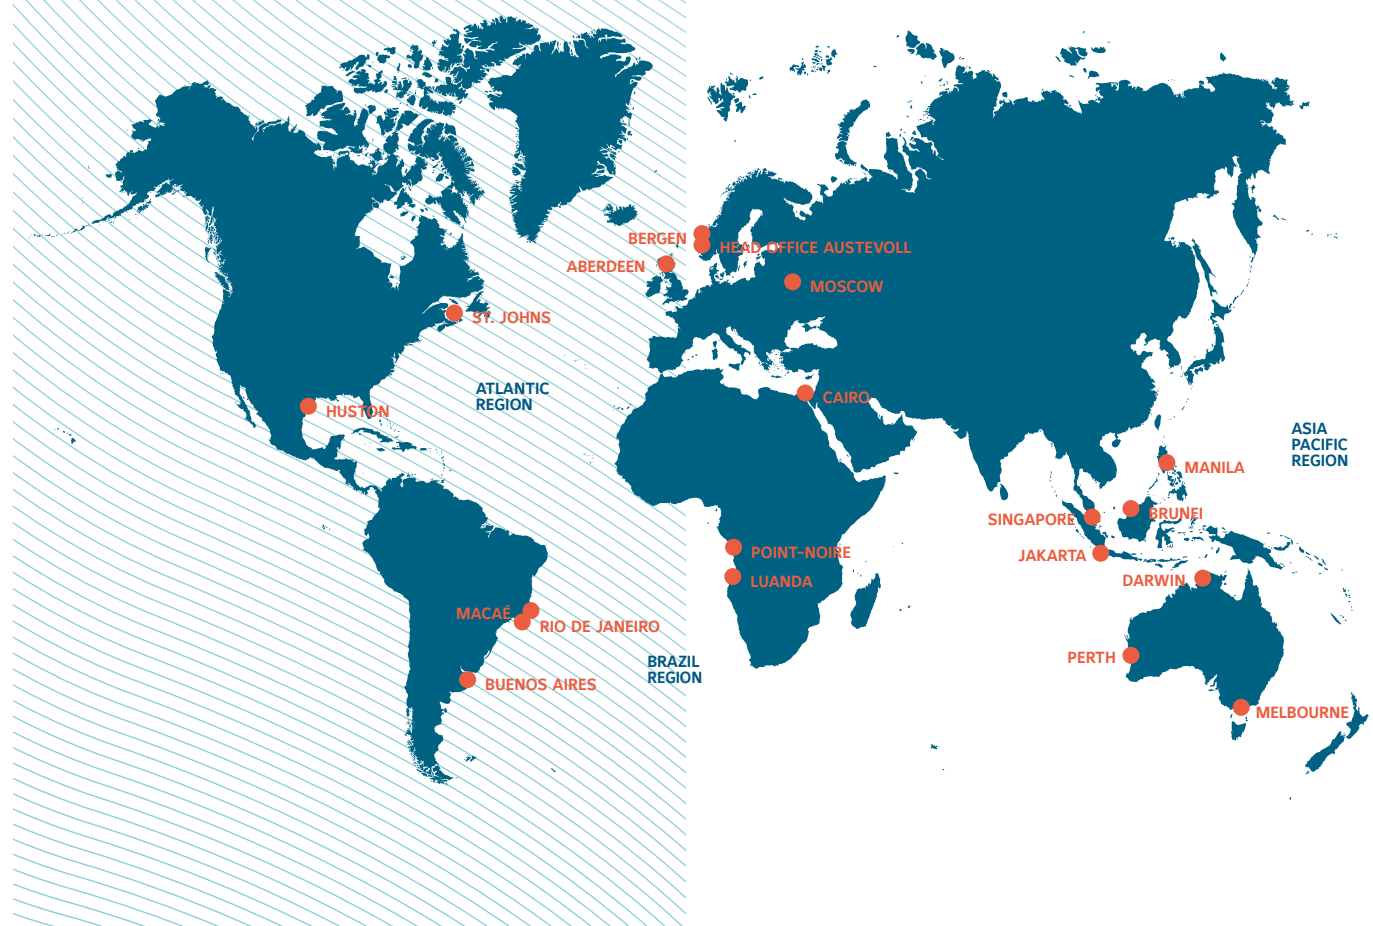 BERGEN
HEAD OFFICE AUSTEVOLL
ABERDEEN
MOSCOW
ST. JOHNS
ATLANTIC
REGION
CAIRO
HUSTON
ASIA
PACIFIC
REGION
MANILA
SINGAPORE
BRUNEI
POINT-NOIRE
JAKARTA
LUANDA
DARWIN
MACAÉ
RIO DE JANEIRO
PERTH
BRAZIL
REGION
BUENOS AIRES
MELBOURNE